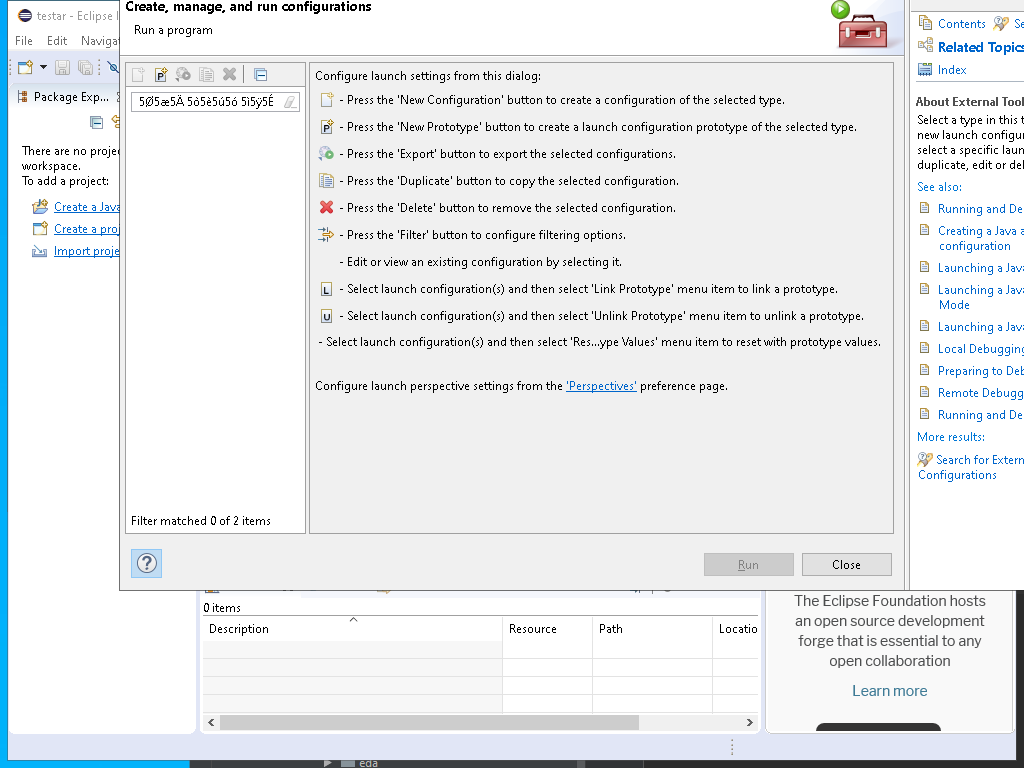 testar - Eclipse I
File Edit Naviga
Package Exp...
There are no proje
workspace.
To add a project:
Create a Java
Create a proj
Import proje
Create, manage, and run configurations
Run a program
5Ø5æ5Ä 5ò5è5ú5ó 5ì5ÿ5É
Filter matched 0 of 2 items
Configure launch settings from this dialog:
- Press the 'New Configuration' button to create a configuration of the selected type.
- Press the 'New Prototype' button to create a launch configuration prototype of the selected type.
- Press the 'Export' button to export the selected configurations.
- Press the 'Duplicate' button to copy the selected configuration.
- Press the 'Delete' button to remove the selected configuration.
- Press the 'Filter' button to configure filtering options.
- Edit or view an existing configuration by selecting it.
- Select launch configuration(s) and then select 'Link Prototype' menu item to link a prototype.
- Select launch configuration(s) and then select 'Unlink Prototype' menu item to unlink a prototype.
- Select launch configuration(s) and then select 'Res...ype Values' menu item to reset with prototype values.
Configure launch perspective settings from the 'Perspectives' preference page.
Run
Close
Contents Se
Related Topics
Index
About External Tool
Select a type in this t
new launch configur
select a specific laun
duplicate, edit or del
See also:
Running and De
Creating a Java a
configuration
Launching a Jav
Launching a Java
Mode
Launching a Jav
Local Debugging
Preparing to Deb
Remote Debugg
Running and De
More results:
Search for Extern
Configurations
0 items
Description Resource Path Locatio
The Eclipse Foundation hosts
an open source development
forge that is essential to any
open collaboration
Learn more
eda